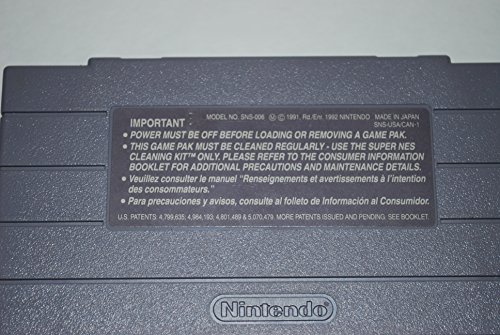 MODEL NO. SNS-006 Ⓜ © 1991, Rd./Enr. 1992 NINTENDO MADE IN JAPAN
IMPORTANT : SNS-USA/CAN-1
• POWER MUST BE OFF BEFORE LOADING OR REMOVING A GAME PAK.
• THIS GAME PAK MUST BE CLEANED REGULARLY - USE THE SUPER NES
CLEANING KIT™ ONLY. PLEASE REFER TO THE CONSUMER INFORMATION
BOOKLET FOR ADDITIONAL PRECAUTIONS AND MAINTENANCE DETAILS.
• Veuillez consulter le manuel "Renseignements et avertissements à l'intention
des consommateurs."
• Para precauciones y avisos, consulte al folleto de Información al Consumidor.
U.S. PATENTS: 4,799,635; 4,984,193; 4,801,489 & 5,070,479. MORE PATENTS ISSUED AND PENDING. SEE BOOKLET.
Nintendo